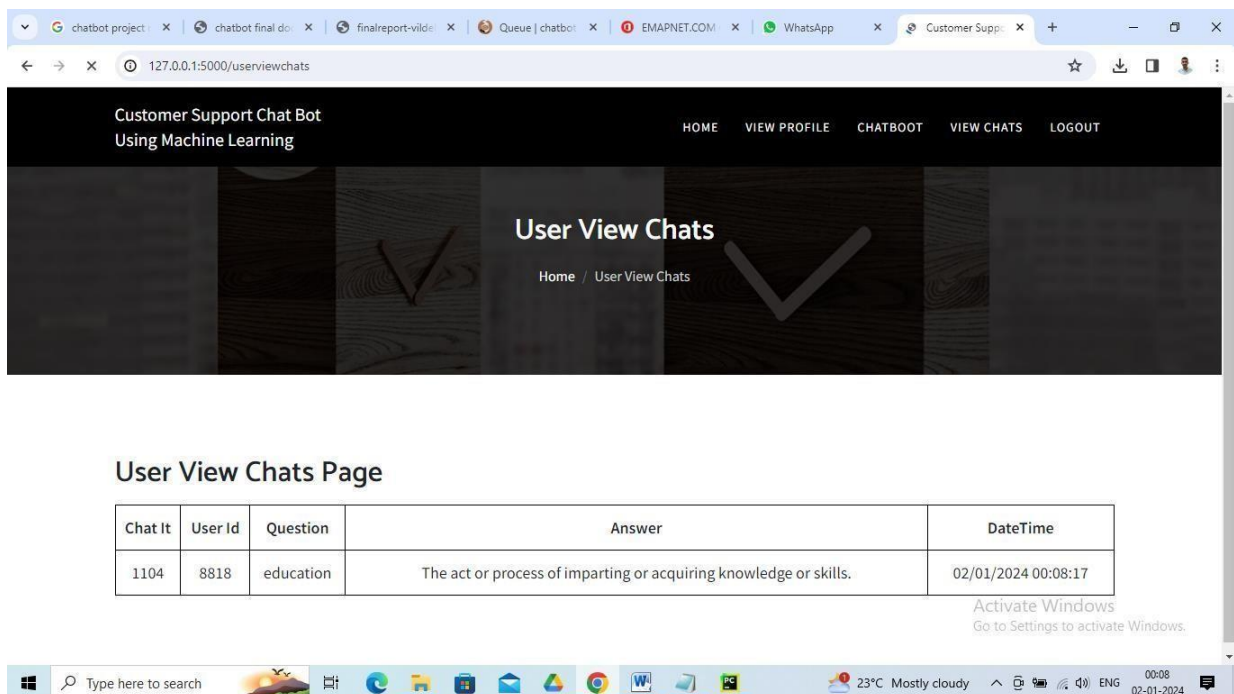 chatbot project
chatbot final do
finalreport-vilde
Queue | chatbot
EMAPNET.COM
WhatsApp
Customer Suppo
127.0.0.1:5000/userviewchats
Customer Support Chat Bot
Using Machine Learning
HOME VIEW PROFILE CHATBOOT VIEW CHATS LOGOUT
User View Chats
Home / User View Chats
User View Chats Page
Chat It User Id Question Answer DateTime
1104 8818 education The act or process of imparting or acquiring knowledge or skills. 02/01/2024 00:08:17
Activate Windows
Go to Settings to activate Windows.
Type here to search
23°C Mostly cloudy
ENG
00:08
02-01-2024